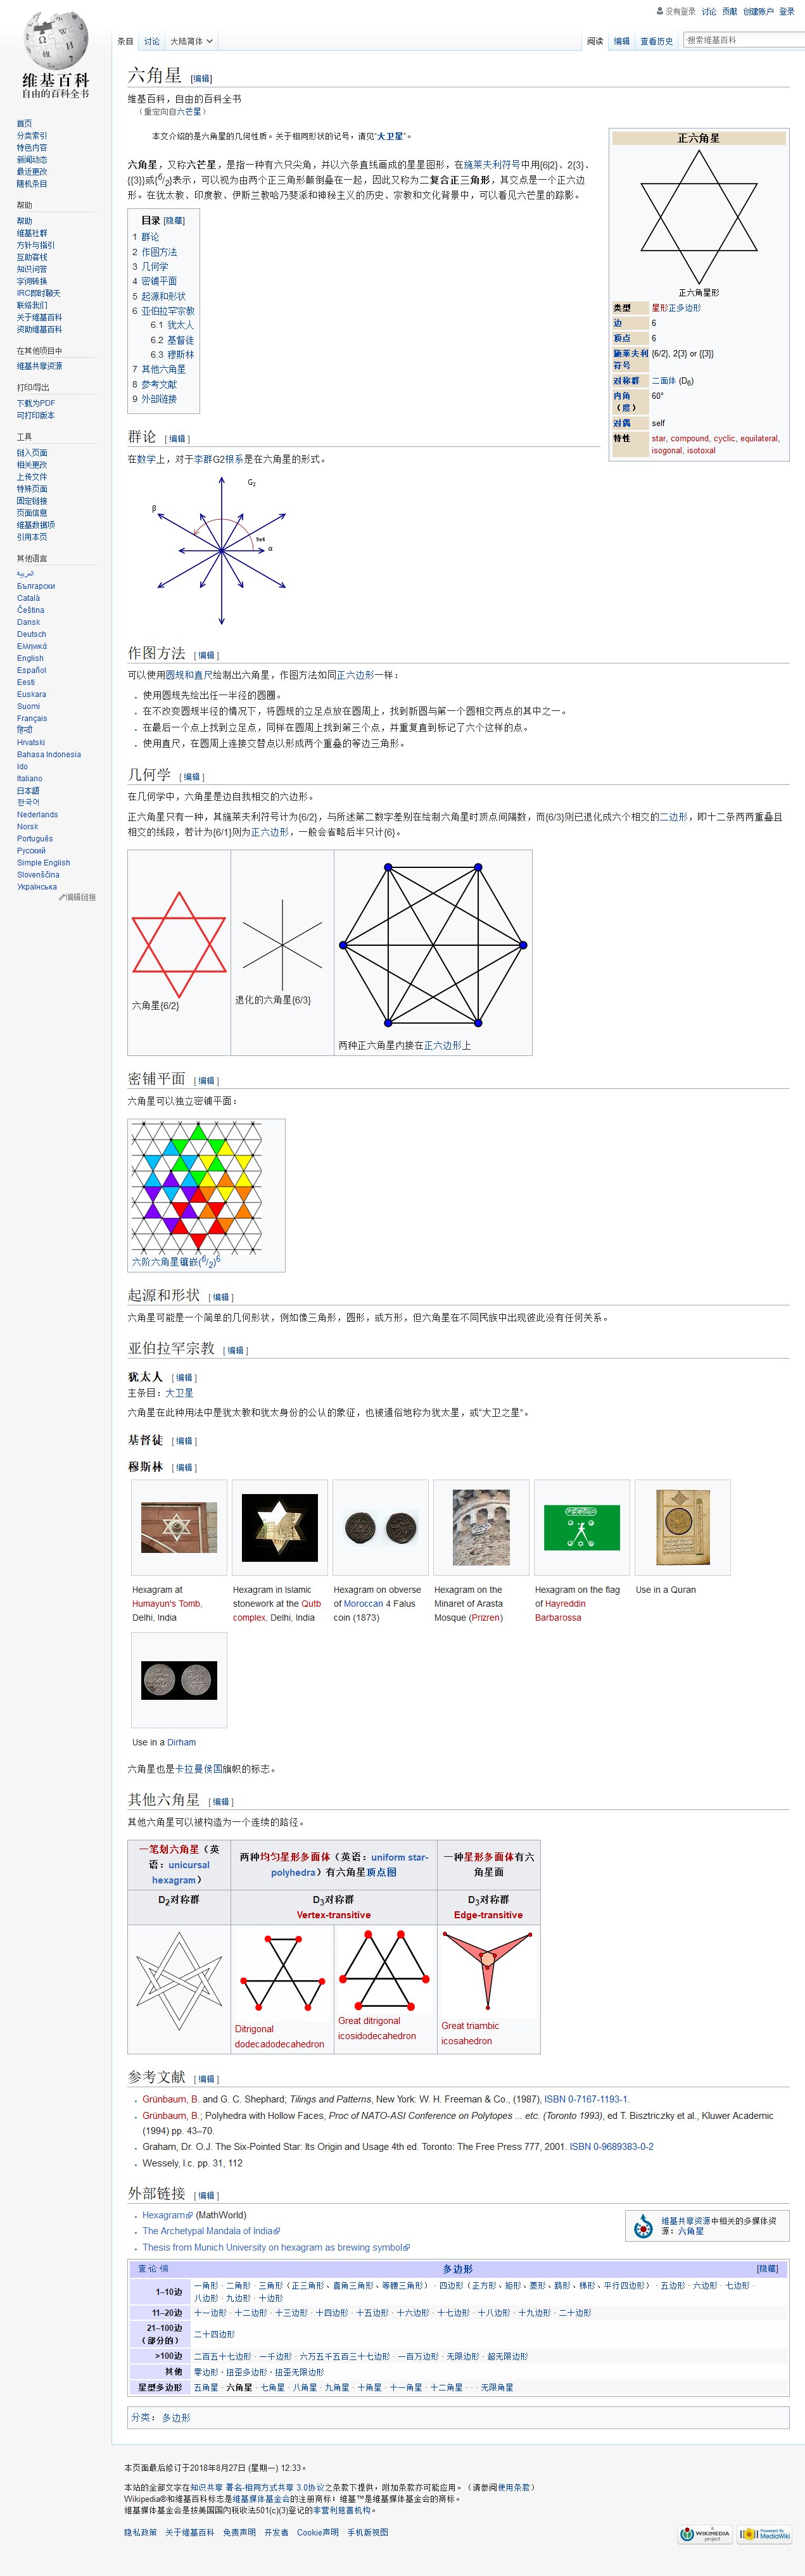 没有登录 讨论 贡献 创建账户 登录
条目 讨论 大陆简体 阅读 编辑 查看历史 搜索维基百科
维基百科
自由的百科全书
首页
分类索引
特色内容
新闻动态
最近更改
随机条目
帮助
帮助
维基社群
方针与指引
互助客栈
知识问答
字词转换
IRC即时聊天
联络我们
关于维基百科
资助维基百科
在其他项目中
维基共享资源
打印/导出
下载为PDF
可打印版本
工具
链入页面
相关更改
上传文件
特殊页面
固定链接
页面信息
维基数据项
引用本页
其他语言
العربية
Български
Català
Čeština
Dansk
Deutsch
Ελληνικά
English
Español
Eesti
Euskara
Suomi
Français
हिन्दी
Hrvatski
Bahasa Indonesia
Ido
Italiano
日本語
한국어
Nederlands
Norsk
Português
Русский
Simple English
Slovenščina
Українська
编辑链接
六角星 [编辑]
维基百科，自由的百科全书
（重定向自六芒星）
本文介绍的是六角星的几何性质。关于相同形状的记号，请见“大卫星”。
六角星，又称六芒星，是指一种有六只尖角，并以六条直线画成的星星图形，在施莱夫利符号中用{6|2}、2{3}、
{{3}}或{6/2}表示，可以视为由两个正三角形颠倒叠在一起，因此又称为二复合正三角形，其交点是一个正六边
形。在犹太教、印度教、伊斯兰教哈乃斐派和神秘主义的历史、宗教和文化背景中，可以看见六芒星的踪影。
正六角星
正六角星形
类型 星形正多边形
边 6
顶点 6
施莱夫利符号 {6/2}, 2{3} or {{3}}
对称群 二面体 (D6)
内角（度） 60°
对偶 self
特性 star, compound, cyclic, equilateral,
isogonal, isotoxal
目录 [隐藏]
1 群论
2 作图方法
3 几何学
4 密铺平面
5 起源和形状
6 亚伯拉罕宗教
6.1 犹太人
6.2 基督徒
6.3 穆斯林
7 其他六角星
8 参考文献
9 外部链接
群论 [编辑]
在数学上，对于李群G2根系是在六角星的形式。
G2
β
5π/6
α
作图方法 [编辑]
可以使用圆规和直尺绘制出六角星，作图方法如同正六边形一样：
使用圆规先绘出任一半径的圆圈。
在不改变圆规半径的情况下，将圆规的立足点放在圆周上，找到新圆与第一个圆相交两点的其中之一。
在最后一个点上找到立足点，同样在圆周上找到第三个点，并重复直到标记了六个这样的点。
使用直尺，在圆周上连接交替点以形成两个重叠的等边三角形。
几何学 [编辑]
在几何学中，六角星是边自我相交的六边形。
正六角星只有一种，其施莱夫利符号计为{6/2}，与所述第二数字差别在绘制六角星时顶点间隔数，而{6/3}则已退化成六个相交的二边形，即十二条两两重叠且
相交的线段，若计为{6/1}则为正六边形，一般会省略后半只计{6}。
六角星{6/2}
退化的六角星{6/3}
两种正六角星内接在正六边形上
密铺平面 [编辑]
六角星可以独立密铺平面：
六阶六角星镶嵌(6/2)6
起源和形状 [编辑]
六角星可能是一个简单的几何形状，例如像三角形，圆形，或方形，但六角星在不同民族中出现彼此没有任何关系。
亚伯拉罕宗教 [编辑]
犹太人 [编辑]
主条目：大卫星
六角星在此种用法中是犹太教和犹太身份的公认的象征，也被通俗地称为犹太星，或“大卫之星”。
基督徒 [编辑]
穆斯林 [编辑]
Hexagram at
Humayun's Tomb,
Delhi, India
Hexagram in Islamic
stonework at the Qutb
complex, Delhi, India
Hexagram on obverse
of Moroccan 4 Falus
coin (1873)
Hexagram on the
Minaret of Arasta
Mosque (Prizren)
Hexagram on the flag
of Hayreddin
Barbarossa
Use in a Quran
Use in a Dirham
六角星也是卡拉曼侯国旗帜的标志。
其他六角星 [编辑]
其他六角星可以被构造为一个连续的路径。
一笔划六角星（英语：unicursal hexagram）
两种均匀星形多面体（英语：uniform star-polyhedra）有六角星顶点图
一种星形多面体有六角星面
D2对称群
D3对称群
Vertex-transitive
D3对称群
Edge-transitive
Ditrigonal
dodecadodecahedron
Great ditrigonal
icosidodecahedron
Great triambic
icosahedron
参考文献 [编辑]
Grünbaum, B. and G. C. Shephard; Tilings and Patterns, New York: W. H. Freeman & Co., (1987), ISBN 0-7167-1193-1.
Grünbaum, B.; Polyhedra with Hollow Faces, Proc of NATO-ASI Conference on Polytopes ... etc. (Toronto 1993), ed T. Bisztriczky et al., Kluwer Academic
(1994) pp. 43–70.
Graham, Dr. O.J. The Six-Pointed Star: Its Origin and Usage 4th ed. Toronto: The Free Press 777, 2001. ISBN 0-9689383-0-2
Wessely, l.c. pp. 31, 112
外部链接 [编辑]
Hexagram (MathWorld)
The Archetypal Mandala of India
Thesis from Munich University on hexagram as brewing symbol
维基共享资源中相关的多媒体资源：六角星
查·论·编 多边形 [隐藏]
1–10边 一角形 · 二角形 · 三角形（正三角形、直角三角形、等腰三角形） · 四边形（正方形、矩形、菱形、鹞形、梯形、平行四边形） · 五边形 · 六边形 · 七边形 ·
八边形 · 九边形 · 十边形
11–20边 十一边形 · 十二边形 · 十三边形 · 十四边形 · 十五边形 · 十六边形 · 十七边形 · 十八边形 · 十九边形 · 二十边形
21–100边（部分的） 二十四边形
>100边 二百五十七边形 · 一千边形 · 六万五千五百三十七边形 · 一百万边形 · 无限边形 · 超无限边形
其他 零边形 · 扭歪多边形 · 扭歪无限边形
星型多边形 五角星 · 六角星 · 七角星 · 八角星 · 九角星 · 十角星 · 十一角星 · 十二角星 · · · 无限角星
分类： 多边形
本页面最后修订于2018年8月27日 (星期一) 12:33。
本站的全部文字在知识共享 署名-相同方式共享 3.0协议之条款下提供，附加条款亦可能应用。（请参阅使用条款）
Wikipedia®和维基百科标志是维基媒体基金会的注册商标；维基™是维基媒体基金会的商标。
维基媒体基金会是按美国国內税收法501(c)(3)登记的非营利慈善机构。
隐私政策 关于维基百科 免责声明 开发者 Cookie声明 手机版视图
A WIKIMEDIA project
Powered By MediaWiki